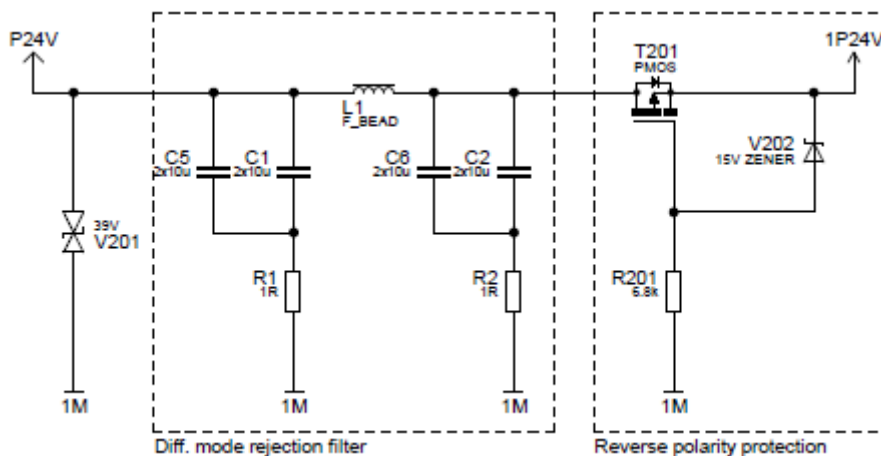 P24V
T201
PMOS
1P24V
L1
F_BEAD
C5
2x10u
C1
2x10u
C6
2x10u
C2
2x10u
V202
15V ZENER
39V
V201
R1
1R
R2
1R
R201
6.8k
1M
1M
1M
1M
Diff. mode rejection filter
Reverse polarity protection